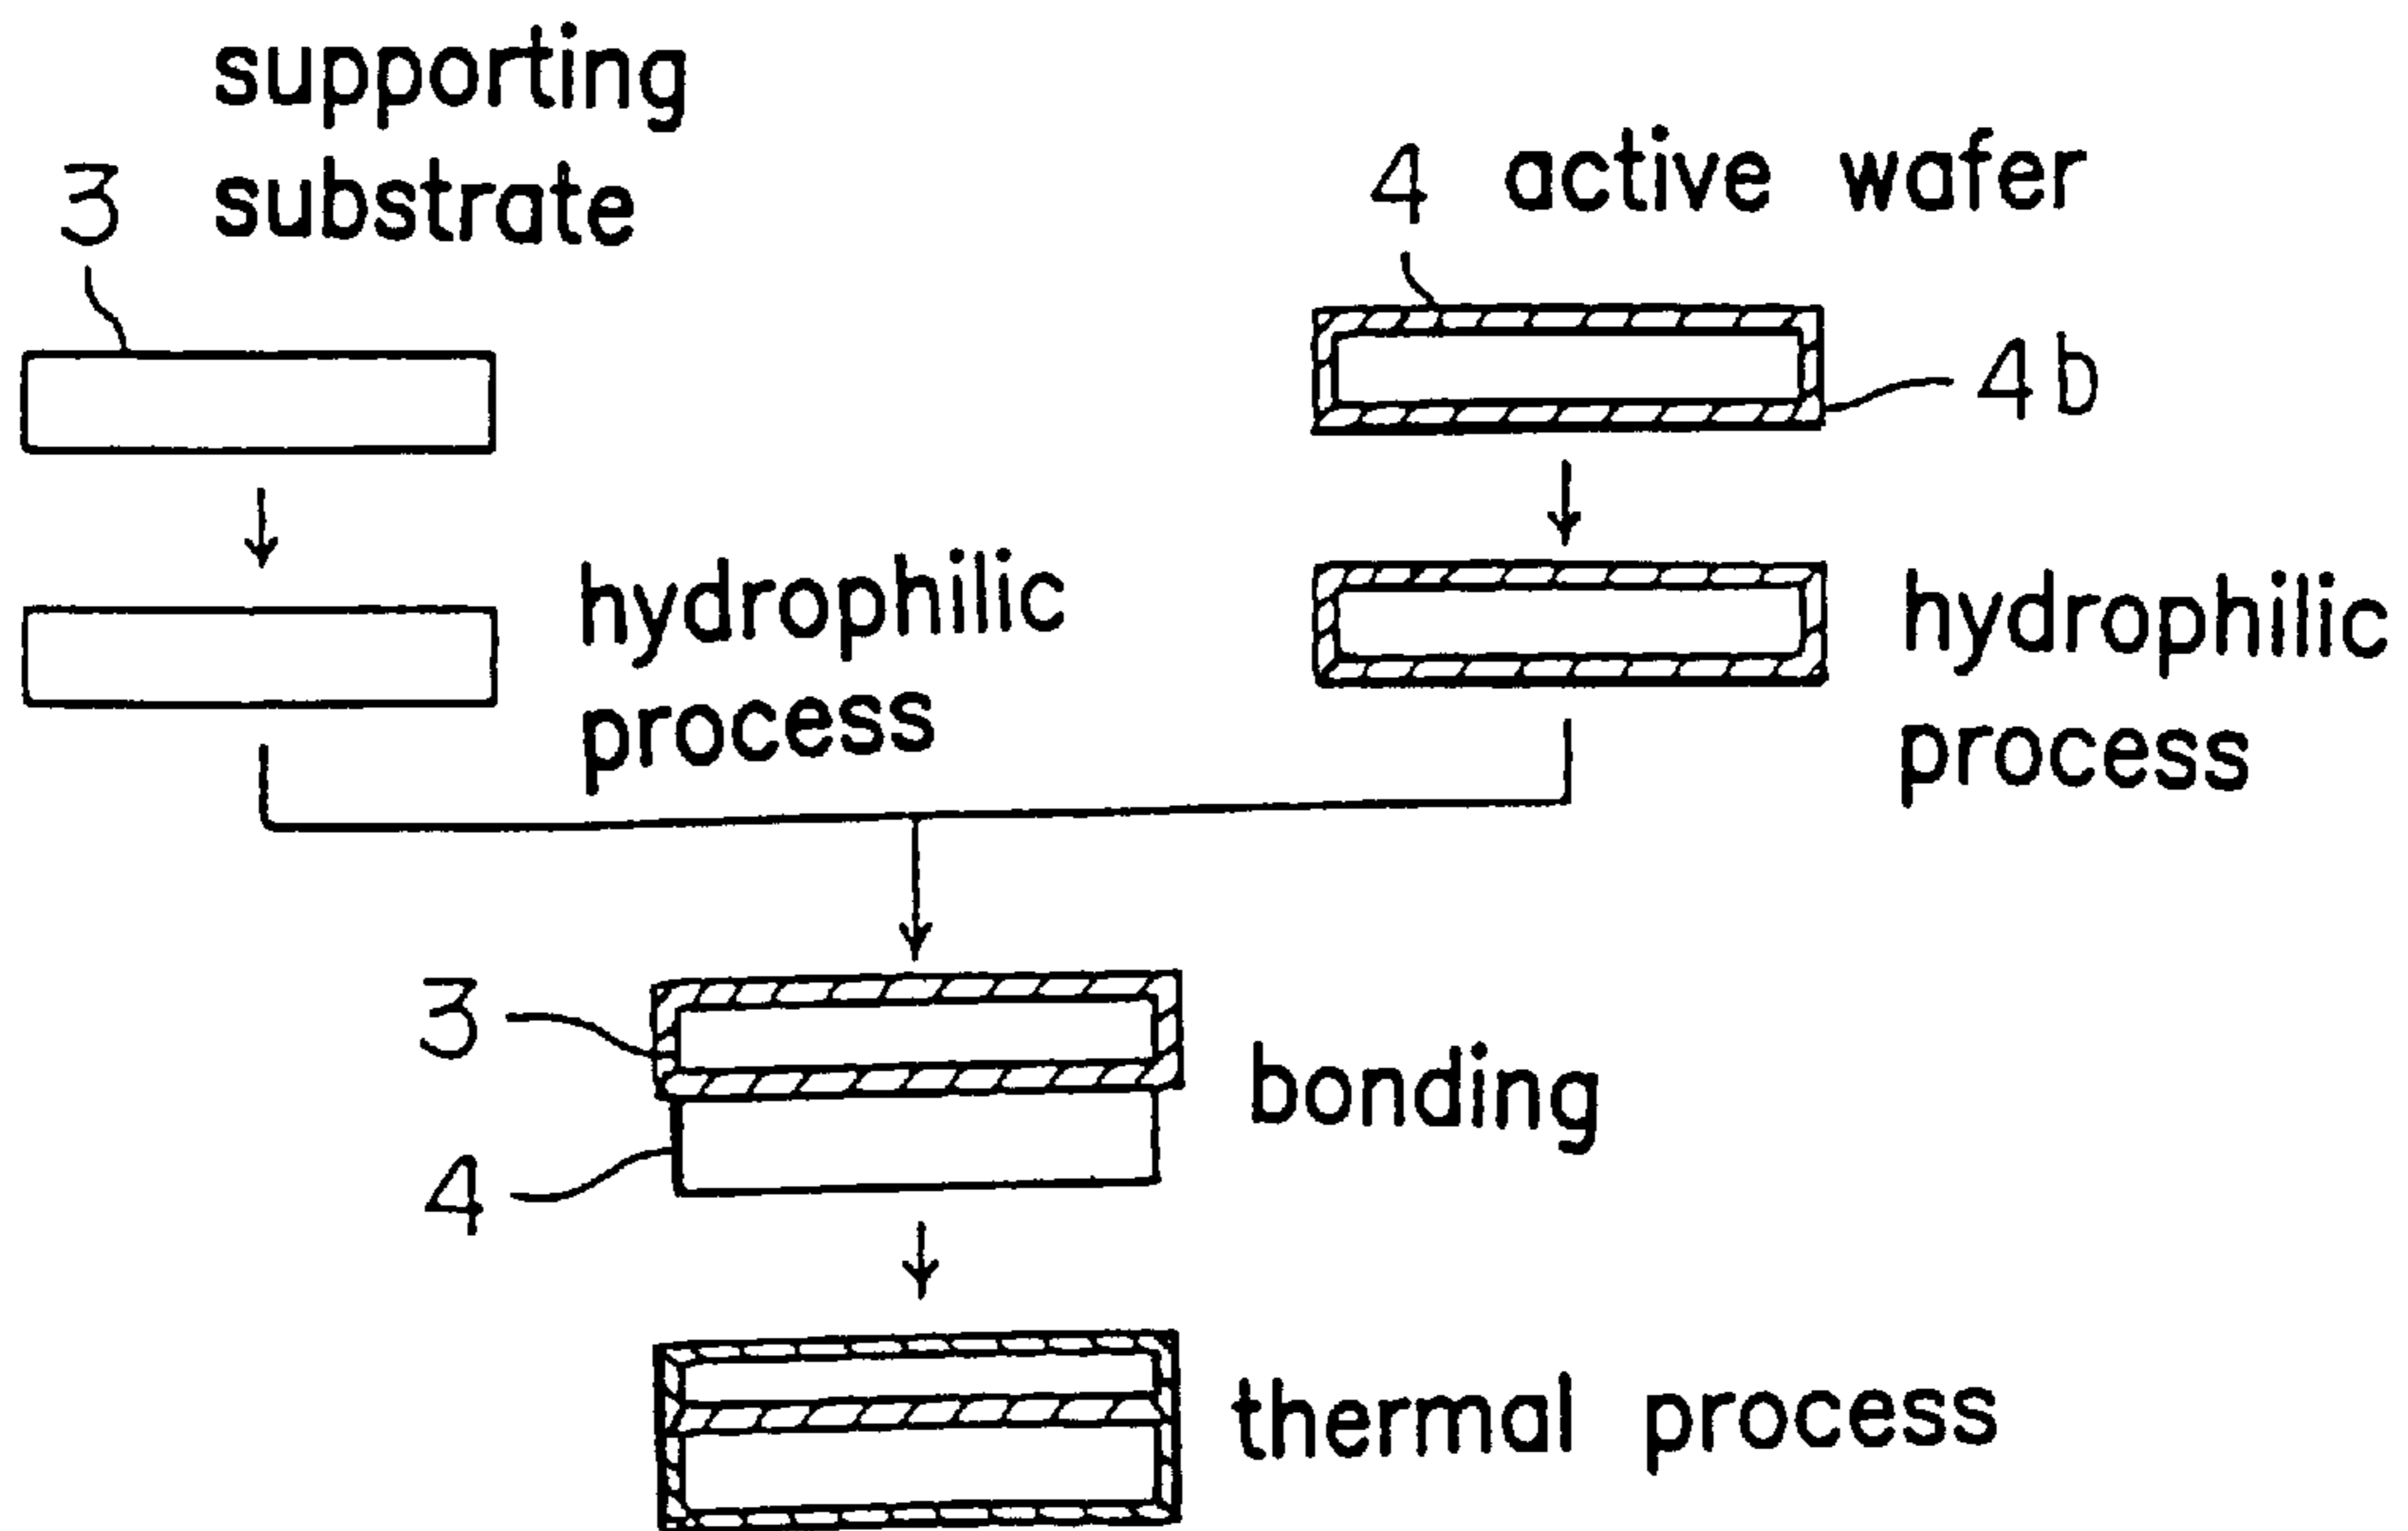 supporting
3 substrate
4 active wafer
4b
hydrophilic
process
hydrophilic
process
3
bonding
4
thermal process